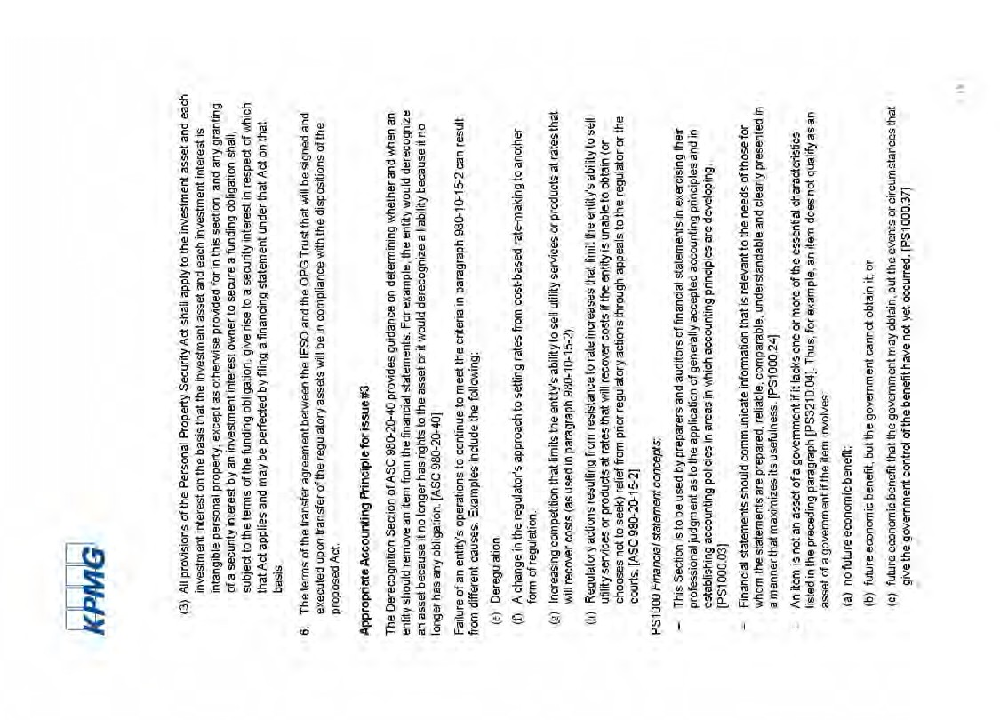 KPMG
(3) All provisions of the Personal Property Security Act shall apply to the investment asset and each
investment interest on the basis that the investment asset and each investment interest is
intangible personal property, except as otherwise provided for in this section, and any granting
of a security interest by an investment interest owner to secure a funding obligation shall,
subject to the terms of the funding obligation, give rise to a security interest in respect of which
that Act applies and may be perfected by filing a financing statement under that Act on that
basis.
6. The terms of the transfer agreement between the IESO and the OPG Trust that will be signed and
executed upon transfer of the regulatory assets will be in compliance with the dispositions of the
proposed Act.
Appropriate Accounting Principle for issue #3
The Derecognition Section of ASC 980-20-40 provides guidance on determining whether and when an
entity should remove an item from the financial statements. For example, the entity would derecognize
an asset because it no longer has rights to the asset or it would derecognize a liability because it no
longer has any obligation. [ASC 980-20-40]
Failure of an entity's operations to continue to meet the criteria in paragraph 980-10-15-2 can result
from different causes. Examples include the following:
(e) Deregulation
(f) A change in the regulator's approach to setting rates from cost-based rate-making to another
form of regulation.
(g) Increasing competition that limits the entity's ability to sell utility services or products at rates that
will recover costs (as used in paragraph 980-10-15-2).
(h) Regulatory actions resulting from resistance to rate increases that limit the entity's ability to sell
utility services or products at rates that will recover costs if the entity is unable to obtain (or
chooses not to seek) relief from prior regulatory actions through appeals to the regulator or the
courts. [ASC 980-20-15-2]
PS1000 Financial statement concepts:
– This Section is to be used by preparers and auditors of financial statements in exercising their
professional judgment as to the application of generally accepted accounting principles and in
establishing accounting policies in areas in which accounting principles are developing.
[PS1000.03]
– Financial statements should communicate information that is relevant to the needs of those for
whom the statements are prepared, reliable, comparable, understandable and clearly presented in
a manner that maximizes its usefulness. [PS1000.24]
– An item is not an asset of a government if it lacks one or more of the essential characteristics
listed in the preceding paragraph [PS3210.04]. Thus, for example, an item does not qualify as an
asset of a government if the item involves:
(a) no future economic benefit;
(b) future economic benefit, but the government cannot obtain it; or
(c) future economic benefit that the government may obtain, but the events or circumstances that
give the government control of the benefit have not yet occurred. [PS1000.37]